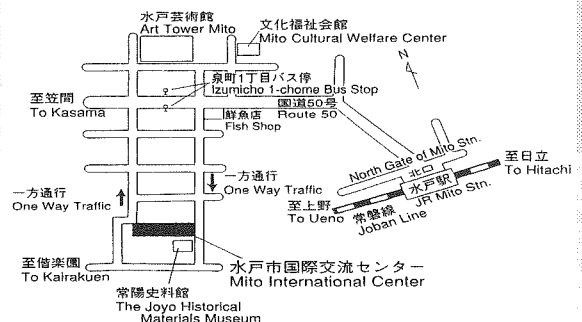 水戸芸術館
Art Tower Mito
文化福祉会館
Mito Cultural Welfare Center
N
泉町1丁目バス停
Izumicho 1-chome Bus Stop
至笠間
To Kasama
国道50号
Route 50
鮮魚店
Fish Shop
North Gate of Mito Stn.
北口
水戸駅
JR Mito Stn.
至日立
To Hitachi
一方通行
One Way Traffic
一方通行
One Way Traffic
至上野
To Ueno
常磐線
Joban Line
至偕楽園
To Kairakuen
水戸市国際交流センター
Mito International Center
常陽史料館
The Joyo Historical
Materials Museum